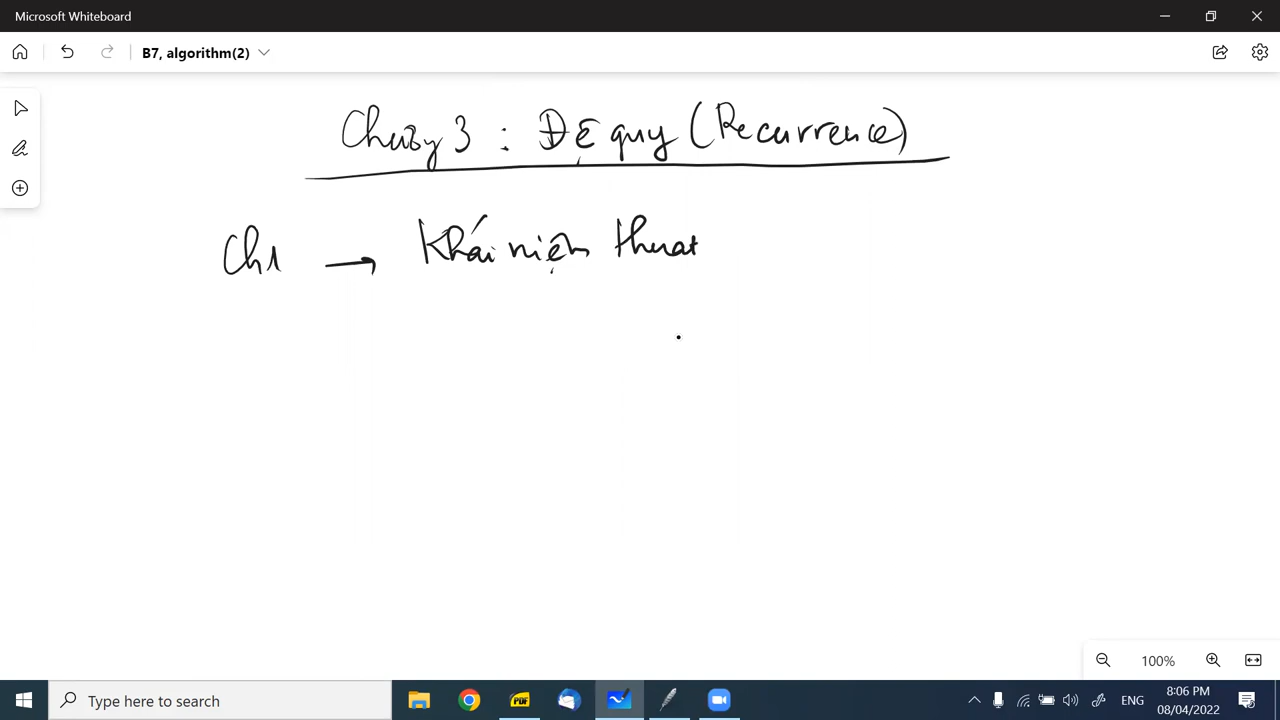 Microsoft Whiteboard
B7, algorithm(2)
Chương 3 : Đệ quy (Recurrence)
Ch1 → Khái niệm thuat
100%
Type here to search
ENG
8:06 PM
08/04/2022